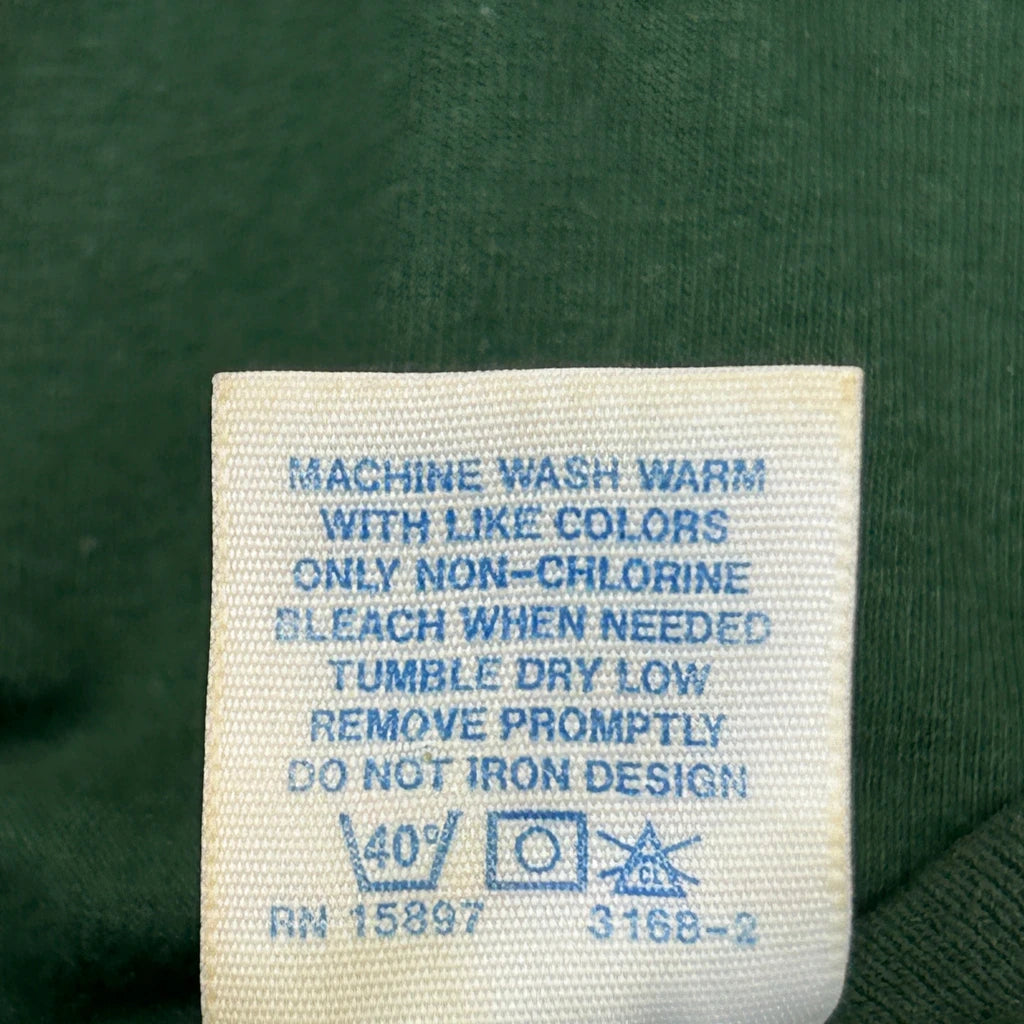 MACHINE WASH WARM
WITH LIKE COLORS
ONLY NON-CHLORINE
BLEACH WHEN NEEDED
TUMBLE DRY LOW
REMOVE PROMPTLY
DO NOT IRON DESIGN
40° CL
RN 15897 3168-2